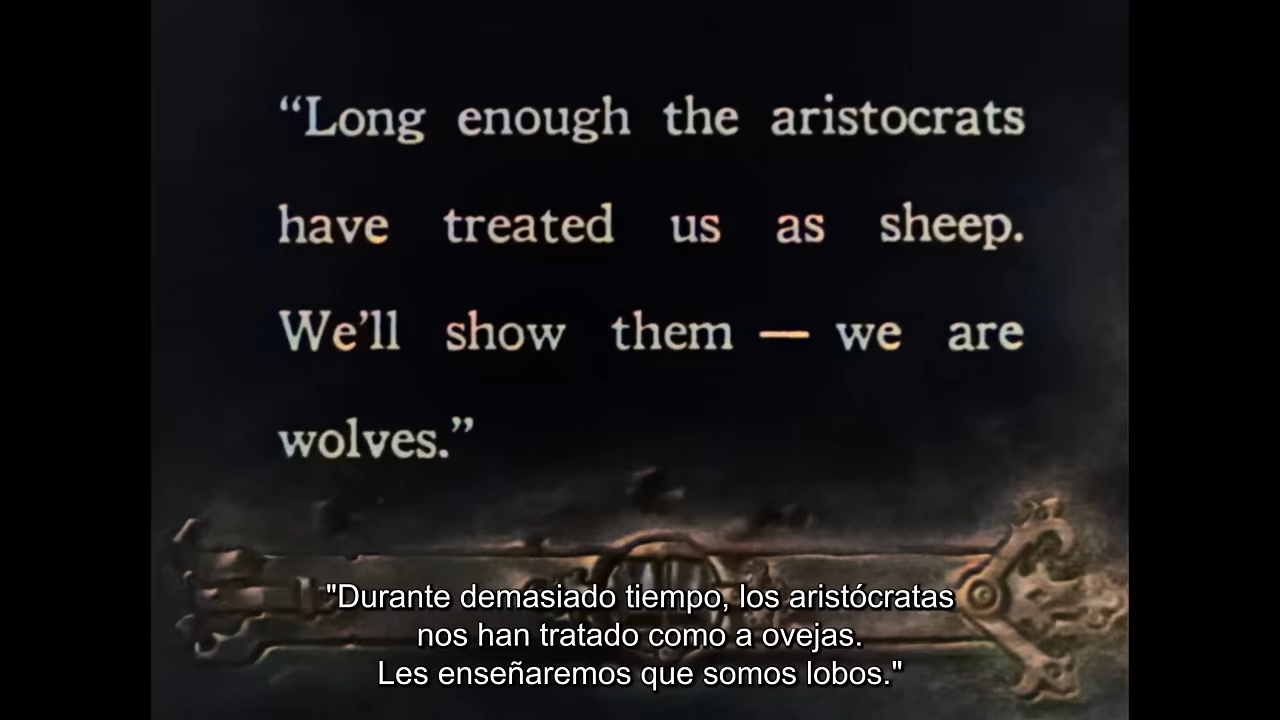 “Long enough the aristocrats
have treated us as sheep.
We’ll show them — we are
wolves.”
"Durante demasiado tiempo, los aristócratas
nos han tratado como a ovejas.
Les enseñaremos que somos lobos."